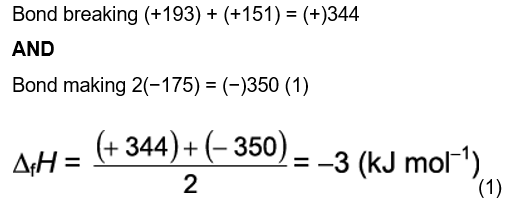 Bond breaking (+193) + (+151) = (+)344
AND
Bond making 2(−175) = (−)350 (1)
ΔfH = (+ 344) + (− 350) / 2 = −3 (kJ mol⁻¹) (1)